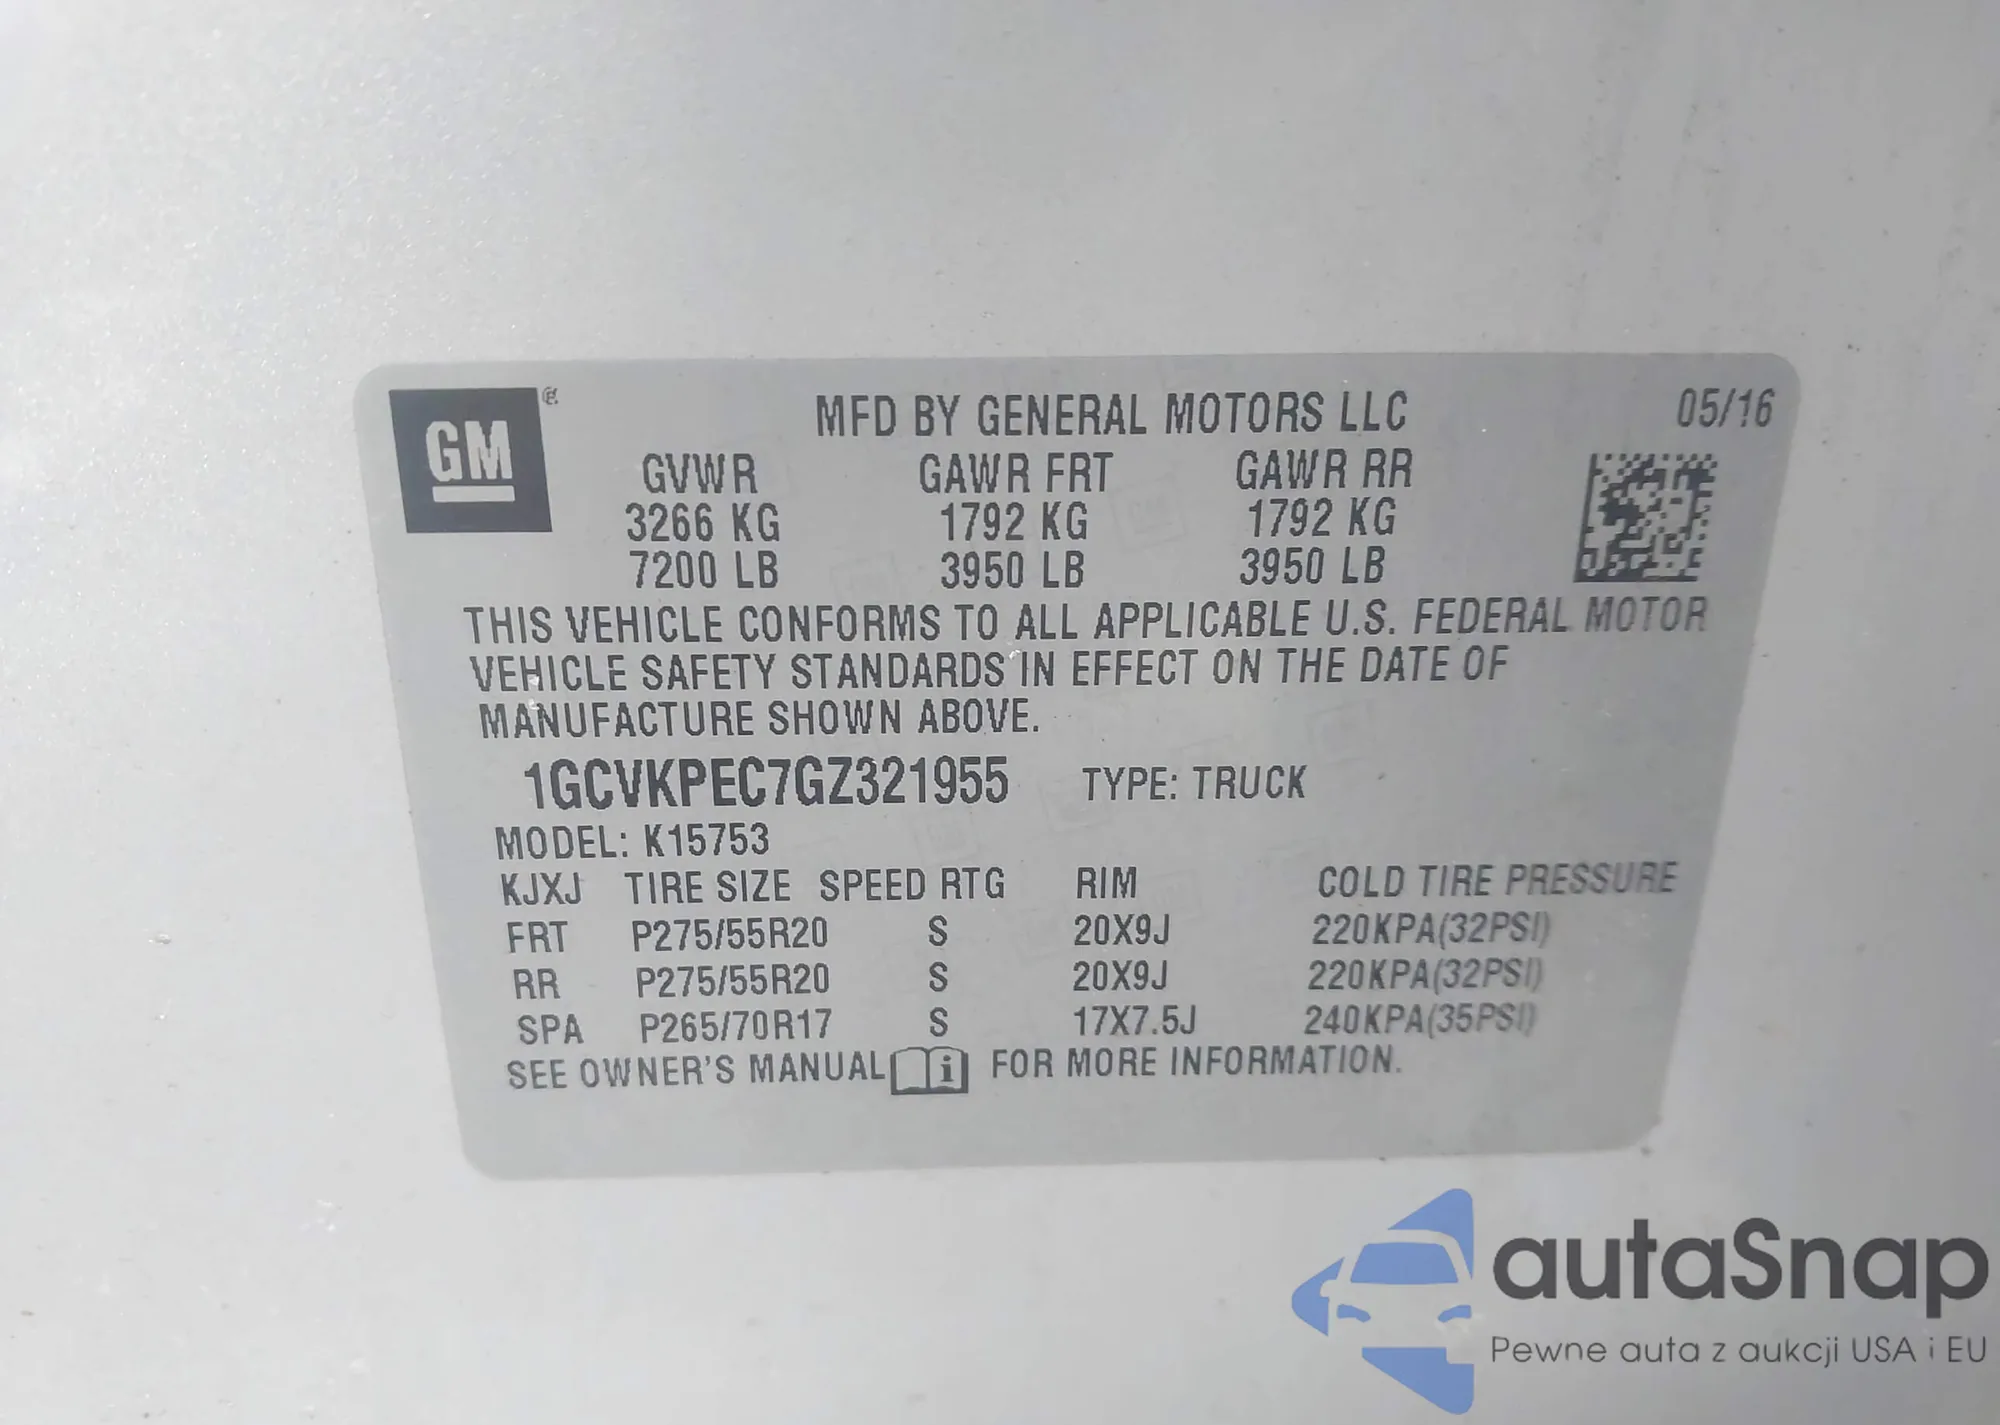 GM ®
MFD BY GENERAL MOTORS LLC 05/16
GVWR GAWR FRT GAWR RR
3266 KG 1792 KG 1792 KG
7200 LB 3950 LB 3950 LB
THIS VEHICLE CONFORMS TO ALL APPLICABLE U.S. FEDERAL MOTOR
VEHICLE SAFETY STANDARDS IN EFFECT ON THE DATE OF
MANUFACTURE SHOWN ABOVE.
1GCVKPEC7GZ321955 TYPE: TRUCK
MODEL: K15753
KJXJ TIRE SIZE SPEED RTG RIM COLD TIRE PRESSURE
FRT P275/55R20 S 20X9J 220KPA(32PSI)
RR P275/55R20 S 20X9J 220KPA(32PSI)
SPA P265/70R17 S 17X7.5J 240KPA(35PSI)
SEE OWNER'S MANUAL i FOR MORE INFORMATION.
autaSnap
Pewne auta z aukcji USA i EU